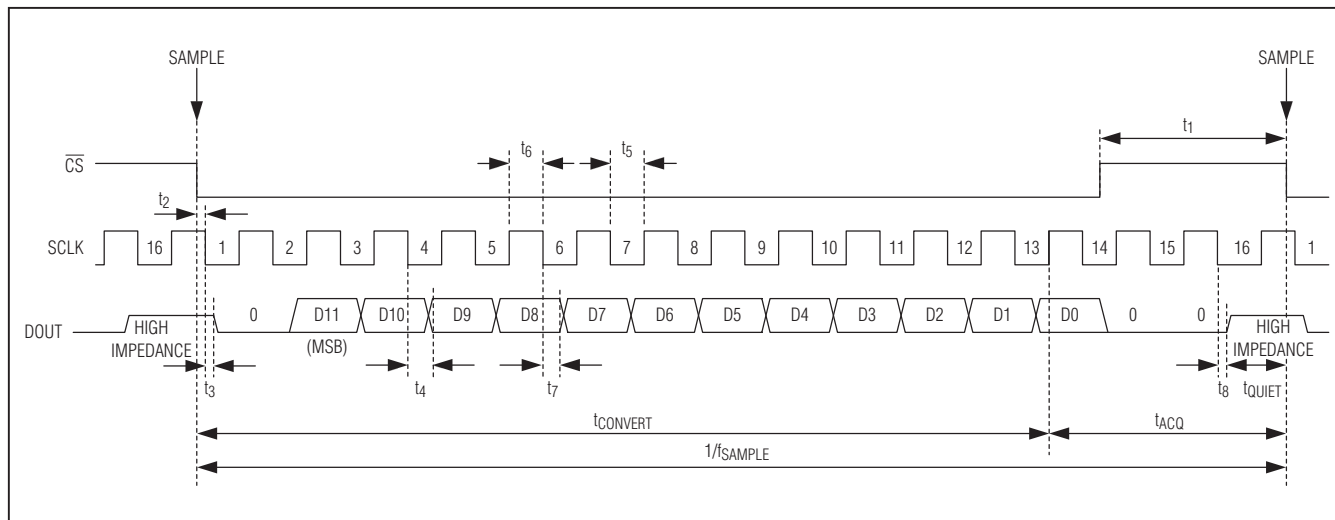 SAMPLE SAMPLE
t1
CS
t6 t5
t2
SCLK 16 1 2 3 4 5 6 7 8 9 10 11 12 13 14 15 16 1
DOUT HIGH IMPEDANCE 0 D11 D10 D9 D8 D7 D6 D5 D4 D3 D2 D1 D0 0 0 HIGH IMPEDANCE
(MSB)
t3 t4 t7 t8 tQUIET
tCONVERT tACQ
1/fSAMPLE